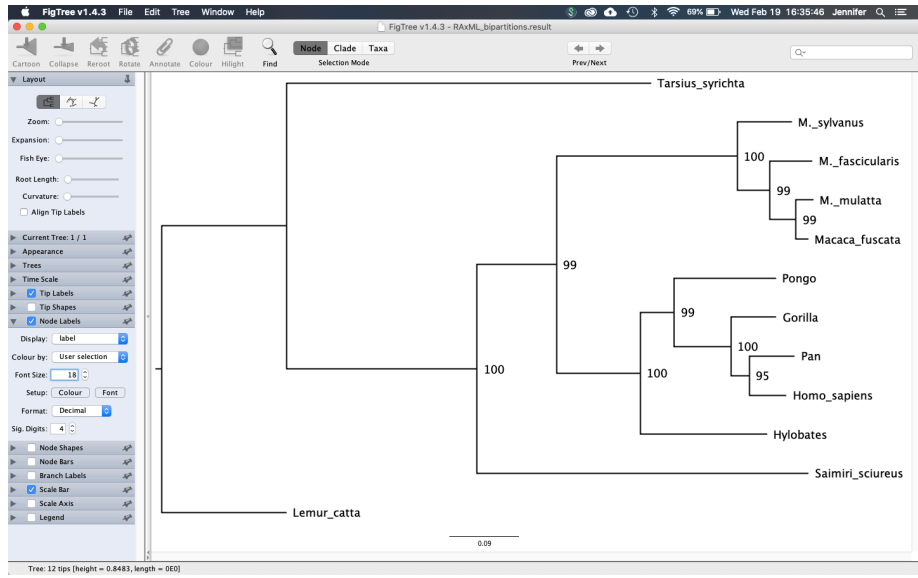 FigTree v1.4.3 File Edit Tree Window Help 69% Wed Feb 19 16:35:46 Jennifer
FigTree v1.4.3 - RAxML_bipartitions.result
Cartoon Collapse Reroot Rotate Annotate Colour Hilight Find
Node Clade Taxa
Selection Mode
Prev/Next
Layout
Zoom:
Expansion:
Fish Eye:
Root Length:
Curvature:
Align Tip Labels
Current Tree: 1 / 1
Appearance
Trees
Time Scale
Tip Labels
Tip Shapes
Node Labels
Display: label
Colour by: User selection
Font Size: 18
Setup: Colour Font
Format: Decimal
Sig. Digits: 4
Node Shapes
Node Bars
Branch Labels
Scale Bar
Scale Axis
Legend
Tarsius_syrichta
M._sylvanus
100
M._fascicularis
99
M._mulatta
99
Macaca_fuscata
99
Pongo
99
Gorilla
100
Pan
95
Homo_sapiens
100
100
Hylobates
Saimiri_sciureus
Lemur_catta
0.09
Tree: 12 tips [height = 0.8483, length = 0E0]